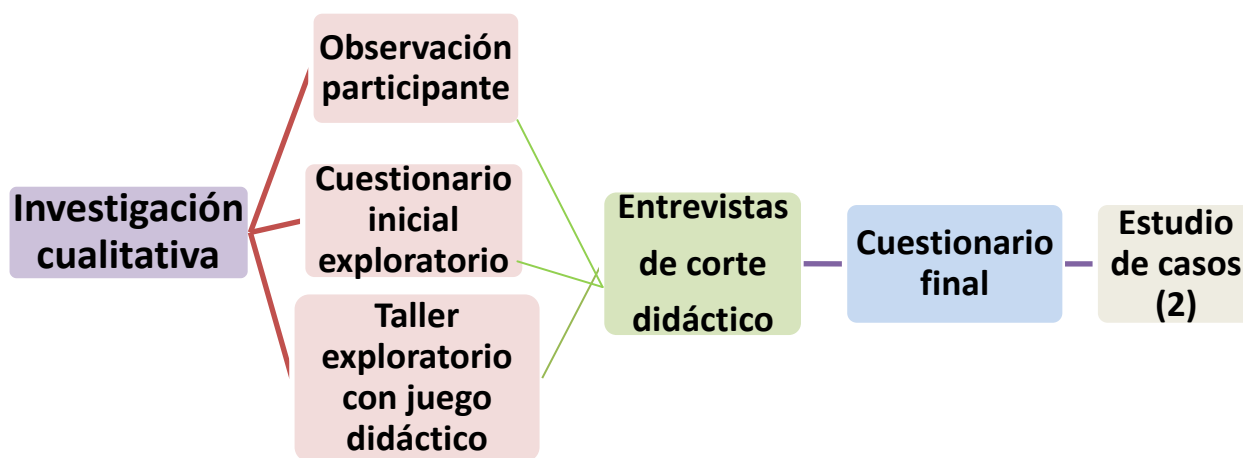 Observación
participante
Investigación
cualitativa
Cuestionario
inicial
exploratorio
Taller
exploratorio
con juego
didáctico
Entrevistas
de corte
didáctico
Cuestionario
final
Estudio
de casos
(2)